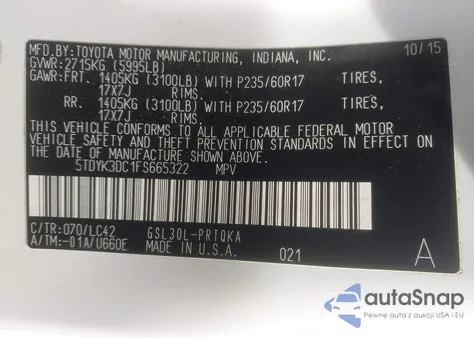 MFD.BY:TOYOTA MOTOR MANUFACTURING, INDIANA, INC. 10/15
GVWR:2715KG (5995LB)
GAWR:FRT. 1405KG (3100LB) WITH P235/60R17 TIRES,
17X7J RIMS,
RR. 1405KG (3100LB) WITH P235/60R17 TIRES,
17X7J RIMS.
THIS VEHICLE CONFORMS TO ALL APPLICABLE FEDERAL MOTOR
VEHICLE SAFETY AND THEFT PREVENTION STANDARDS IN EFFECT ON
THE DATE OF MANUFACTURE SHOWN ABOVE.
5TDYK3DC1FS665322 MPV
C/TR:070/LC42 GSL30L-PRTQKA
A/TM:-01A/U660E MADE IN U.S.A. 021 A
autoSnap
Pewne auta z USA i EU